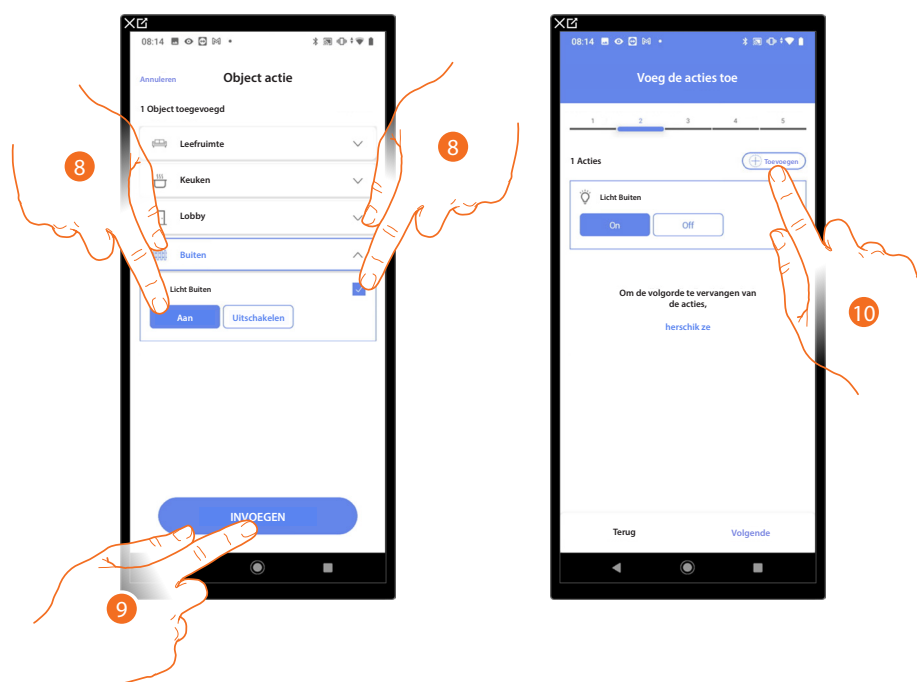 08:14
Annuleren
Object actie
1 Object toegevoegd
Leefruimte
Keuken
Lobby
Buiten
Licht Buiten
Aan
Uitschakelen
INVOEGEN
8
8
9
08:14
Voeg de acties toe
1 2 3 4 5
1 Acties
Toevoegen
Licht Buiten
On
Off
Om de volgorde te vervangen van
de acties,
herschik ze
Terug
Volgende
10